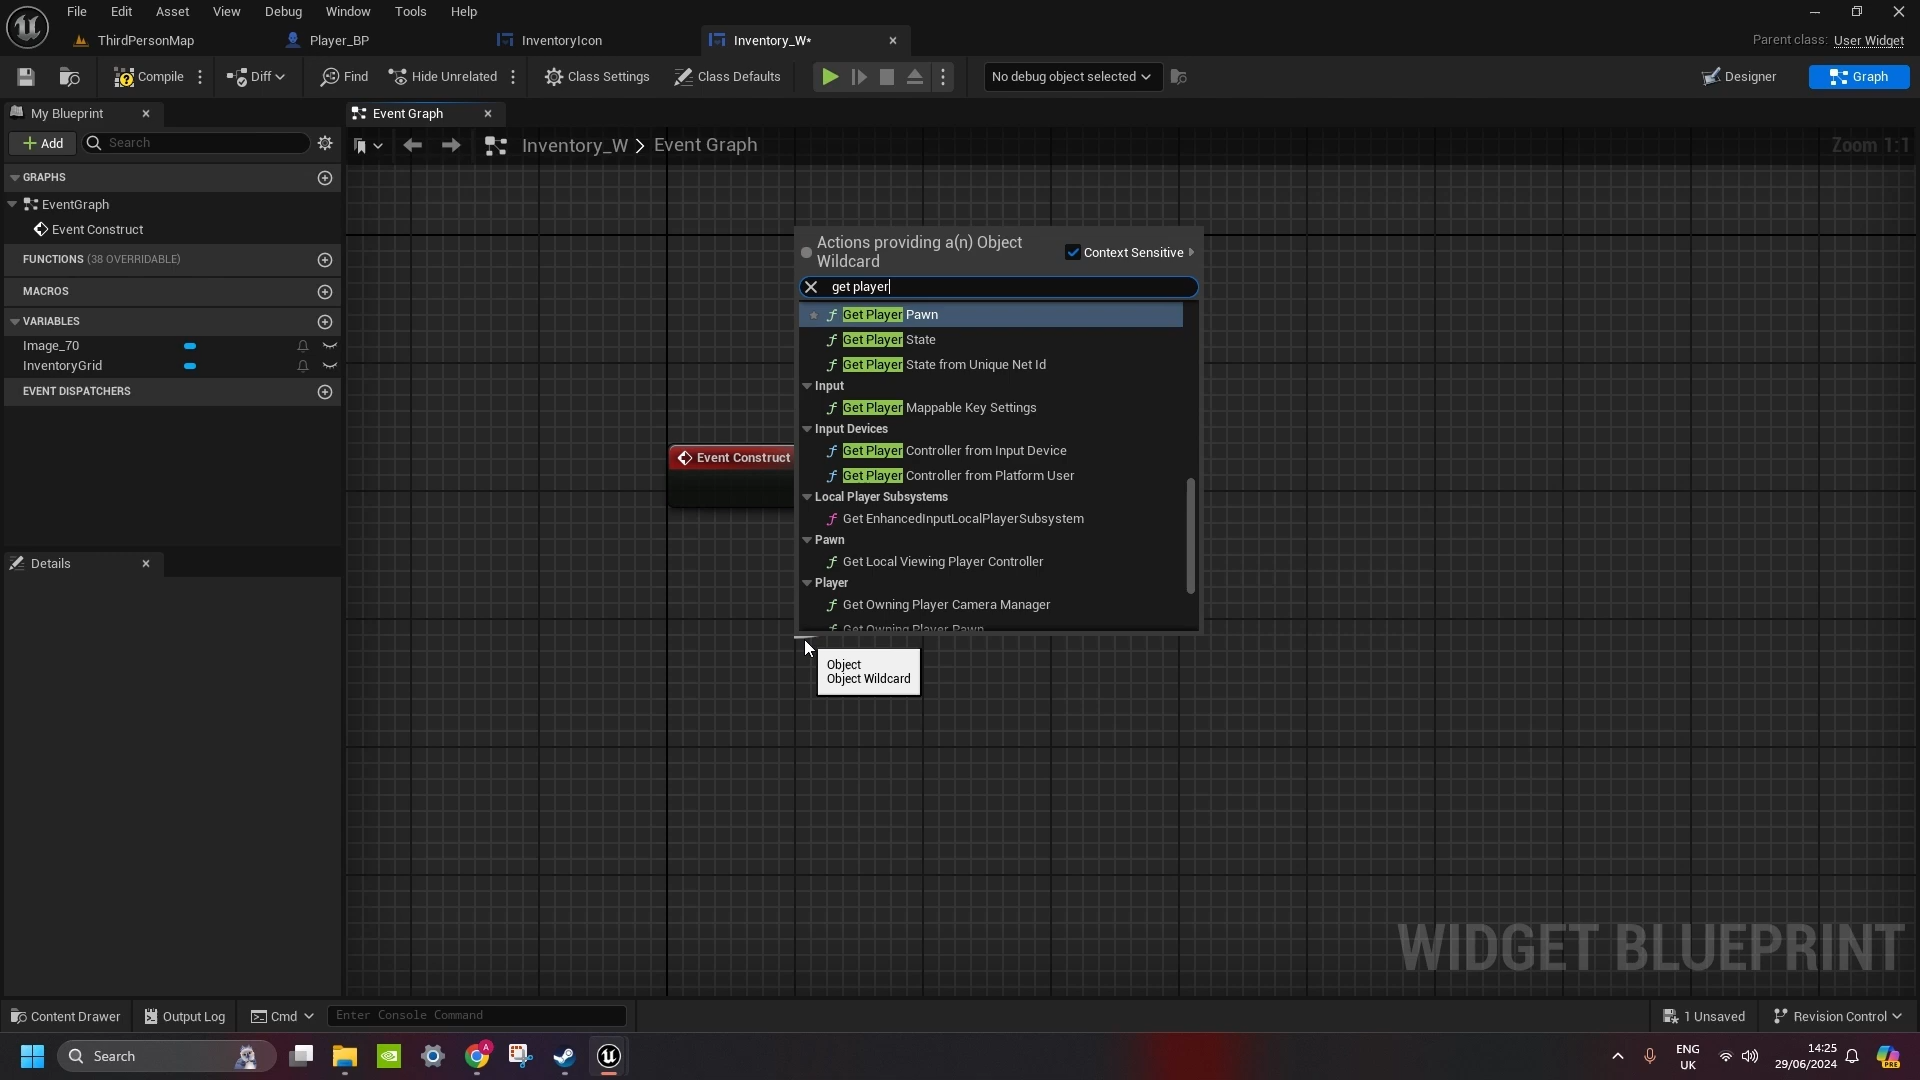 File Edit Asset View Debug Window Tools Help
ThirdPersonMap Player_BP InventoryIcon Inventory_W* Parent class: User Widget
Compile Diff Find Hide Unrelated Class Settings Class Defaults No debug object selected Designer Graph
My Blueprint Event Graph
Add Search Inventory_W > Event Graph Zoom 1:1
GRAPHS
EventGraph
Event Construct
FUNCTIONS (38 OVERRIDABLE)
MACROS
VARIABLES
Image_70
InventoryGrid
EVENT DISPATCHERS
Details
Event Construct
Actions providing a(n) Object
Wildcard
Context Sensitive
get player
Get Player Pawn
Get Player State
Get Player State from Unique Net Id
Input
Get Player Mappable Key Settings
Input Devices
Get Player Controller from Input Device
Get Player Controller from Platform User
Local Player Subsystems
Get EnhancedInputLocalPlayerSubsystem
Pawn
Get Local Viewing Player Controller
Player
Get Owning Player Camera Manager
Get Owning Player Pawn
Object
Object Wildcard
WIDGET BLUEPRINT
Content Drawer Output Log Cmd Enter Console Command 1 Unsaved Revision Control
Search ENG 14:25
UK 29/06/2024
PRE